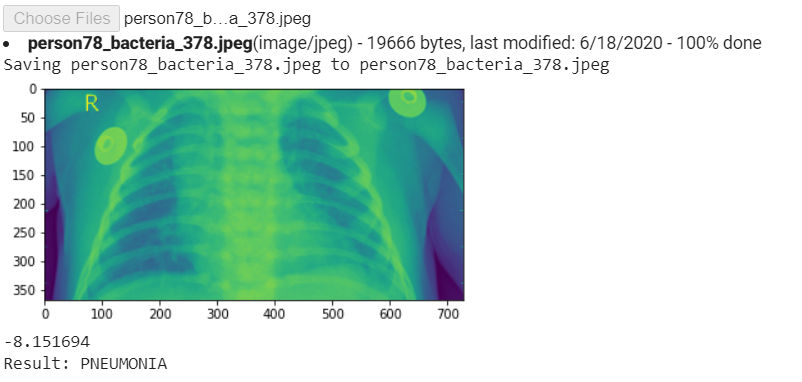 Choose Files person78_b...a_378.jpeg
• person78_bacteria_378.jpeg(image/jpeg) - 19666 bytes, last modified: 6/18/2020 - 100% done
Saving person78_bacteria_378.jpeg to person78_bacteria_378.jpeg
R
0
50
100
150
200
250
300
350
0 100 200 300 400 500 600 700
-8.151694
Result: PNEUMONIA